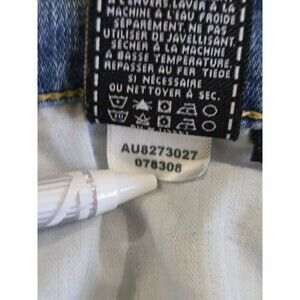 À L'ENVERS. LAVER À LA
MACHINE À L'EAU FROIDE
SÉPARÉMENT. NE PAS
UTILISER DE JAVELLISANT.
SÉCHER À LA MACHINE
À BASSE TEMPÉRATURE.
REPASSER AU FER TIÈDE
SI NÉCESSAIRE
OU NETTOYER À SEC.
AU8273027
078308